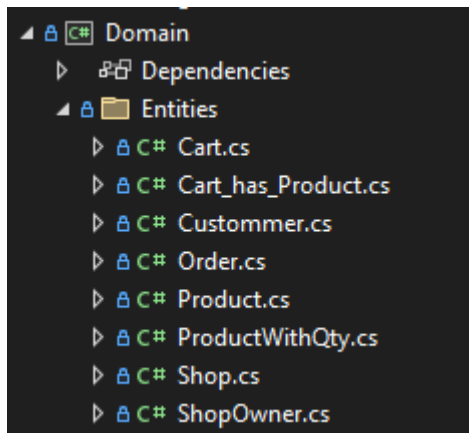 C# Domain
Dependencies
Entities
C# Cart.cs
C# Cart_has_Product.cs
C# Custommer.cs
C# Order.cs
C# Product.cs
C# ProductWithQty.cs
C# Shop.cs
C# ShopOwner.cs